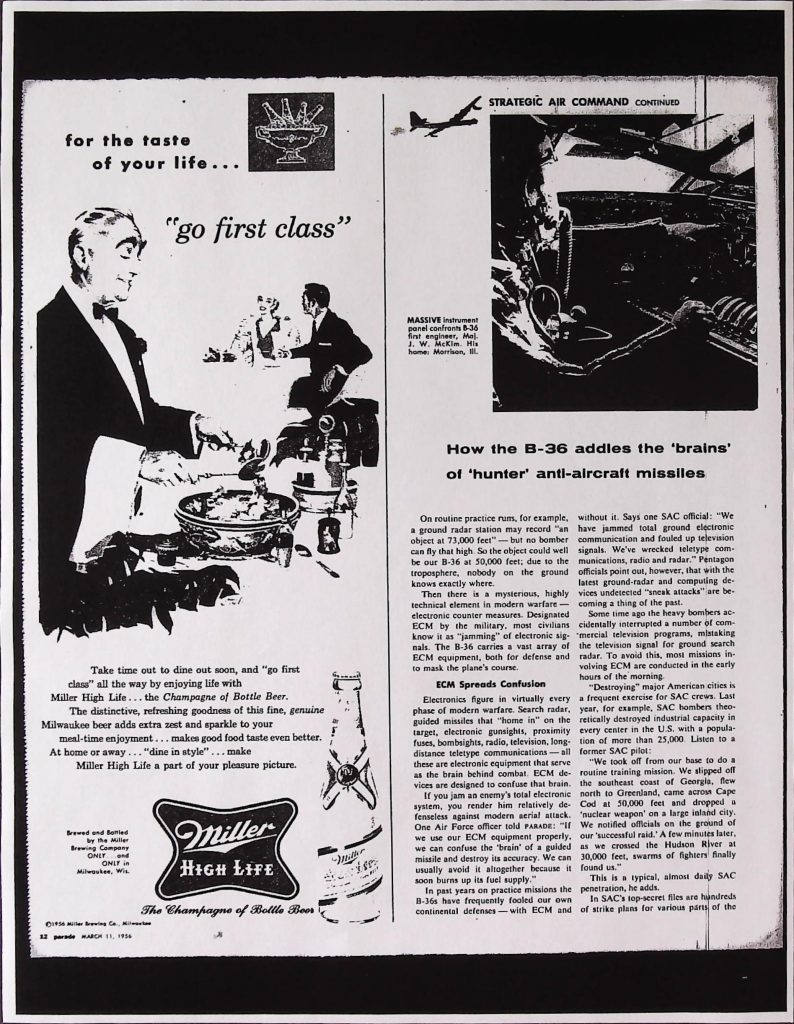 for the taste
of your life...
"go first class"
Take time out to dine out soon, and "go first
class" all the way by enjoying life with
Miller High Life . . . the Champagne of Bottle Beer.
The distinctive, refreshing goodness of this fine, genuine
Milwaukee beer adds extra zest and sparkle to your
meal-time enjoyment . . . makes good food taste even better.
At home or away . . . "dine in style" . . . make
Miller High Life a part of your pleasure picture.
Brewed and Bottled
by the Miller
Brewing Company
ONLY . . . and
ONLY in
Milwaukee, Wis.
Miller
HIGH LIFE
The Champagne of Bottle Beer
Miller
©1956 Miller Brewing Co., Milwaukee
12 parade MARCH 11, 1956
STRATEGIC AIR COMMAND CONTINUED
MASSIVE instrument
panel confronts B-36
first engineer, Maj.
J. W. McKim. His
home: Morrison, Ill.
How the B-36 addles the 'brains'
of 'hunter' anti-aircraft missiles
On routine practice runs, for example,
a ground radar station may record "an
object at 73,000 feet" — but no bomber
can fly that high. So the object could well
be our B-36 at 50,000 feet; due to the
troposphere, nobody on the ground
knows exactly where.
Then there is a mysterious, highly
technical element in modern warfare —
electronic counter measures. Designated
ECM by the military, most civilians
know it as "jamming" of electronic sig-
nals. The B-36 carries a vast array of
ECM equipment, both for defense and
to mask the plane's course.
ECM Spreads Confusion
Electronics figure in virtually every
phase of modern warfare. Search radar,
guided missiles that "home in" on the
target, electronic gunsights, proximity
fuses, bombsights, radio, television, long-
distance teletype communications — all
these are electronic equipment that serve
as the brain behind combat. ECM de-
vices are designed to confuse that brain.
If you jam an enemy's total electronic
system, you render him relatively de-
fenseless against modern aerial attack.
One Air Force officer told PARADE: "If
we use our ECM equipment properly,
we can confuse the 'brain' of a guided
missile and destroy its accuracy. We can
usually avoid it altogether because it
soon burns up its fuel supply."
In past years on practice missions the
B-36s have frequently fooled our own
continental defenses — with ECM and
without it. Says one SAC official: "We
have jammed total ground electronic
communication and fouled up television
signals. We've wrecked teletype com-
munications, radio and radar." Pentagon
officials point out, however, that with the
latest ground-radar and computing de-
vices undetected "sneak attacks" are be-
coming a thing of the past.
Some time ago the heavy bombers ac-
cidentally interrupted a number of com-
mercial television programs, mistaking
the television signal for ground search
radar. To avoid this, most missions in-
volving ECM are conducted in the early
hours of the morning.
"Destroying" major American cities is
a frequent exercise for SAC crews. Last
year, for example, SAC bombers theo-
retically destroyed industrial capacity in
every center in the U.S. with a popula-
tion of more than 25,000. Listen to a
former SAC pilot:
"We took off from our base to do a
routine training mission. We slipped off
the southeast coast of Georgia, flew
north to Greenland, came across Cape
Cod at 50,000 feet and dropped a
'nuclear weapon' on a large inland city.
We notified officials on the ground of
our 'successful raid.' A few minutes later,
as we crossed the Hudson River at
30,000 feet, swarms of fighters finally
found us."
This is a typical, almost daily SAC
penetration, he adds.
In SAC's top-secret files are hundreds
of strike plans for various parts of the